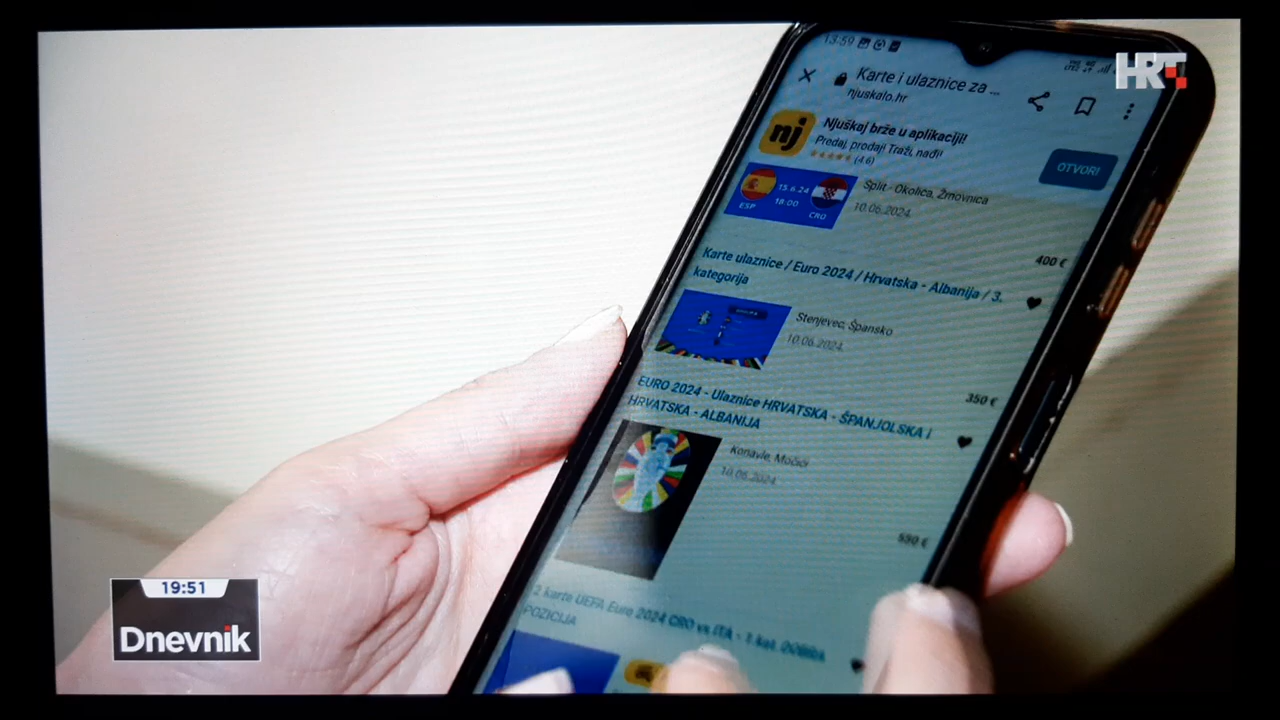 HRT
13:59
Karte i ulaznice za ...
njuskalo.hr
nj
Njuškaj brže u aplikaciji!
Predaj, prodaj! Traži, nađi!
(4.6)
OTVORI
15.6.24
18:00
ESP
CRO
Split - Okolica, Žrnovnica
10.06.2024.
400 €
Karte ulaznice / Euro 2024 / Hrvatska - Albanija / 3.
kategorija
Stenjevec, Špansko
10.06.2024.
350 €
EURO 2024 - Ulaznice HRVATSKA - ŠPANJOLSKA i
HRVATSKA - ALBANIJA
Konavle, Močići
10.06.2024.
550 €
2 karte UEFA Euro 2024 CRO vs ITA - 1.kat. DOBRA
POZICIJA
19:51
Dnevnik